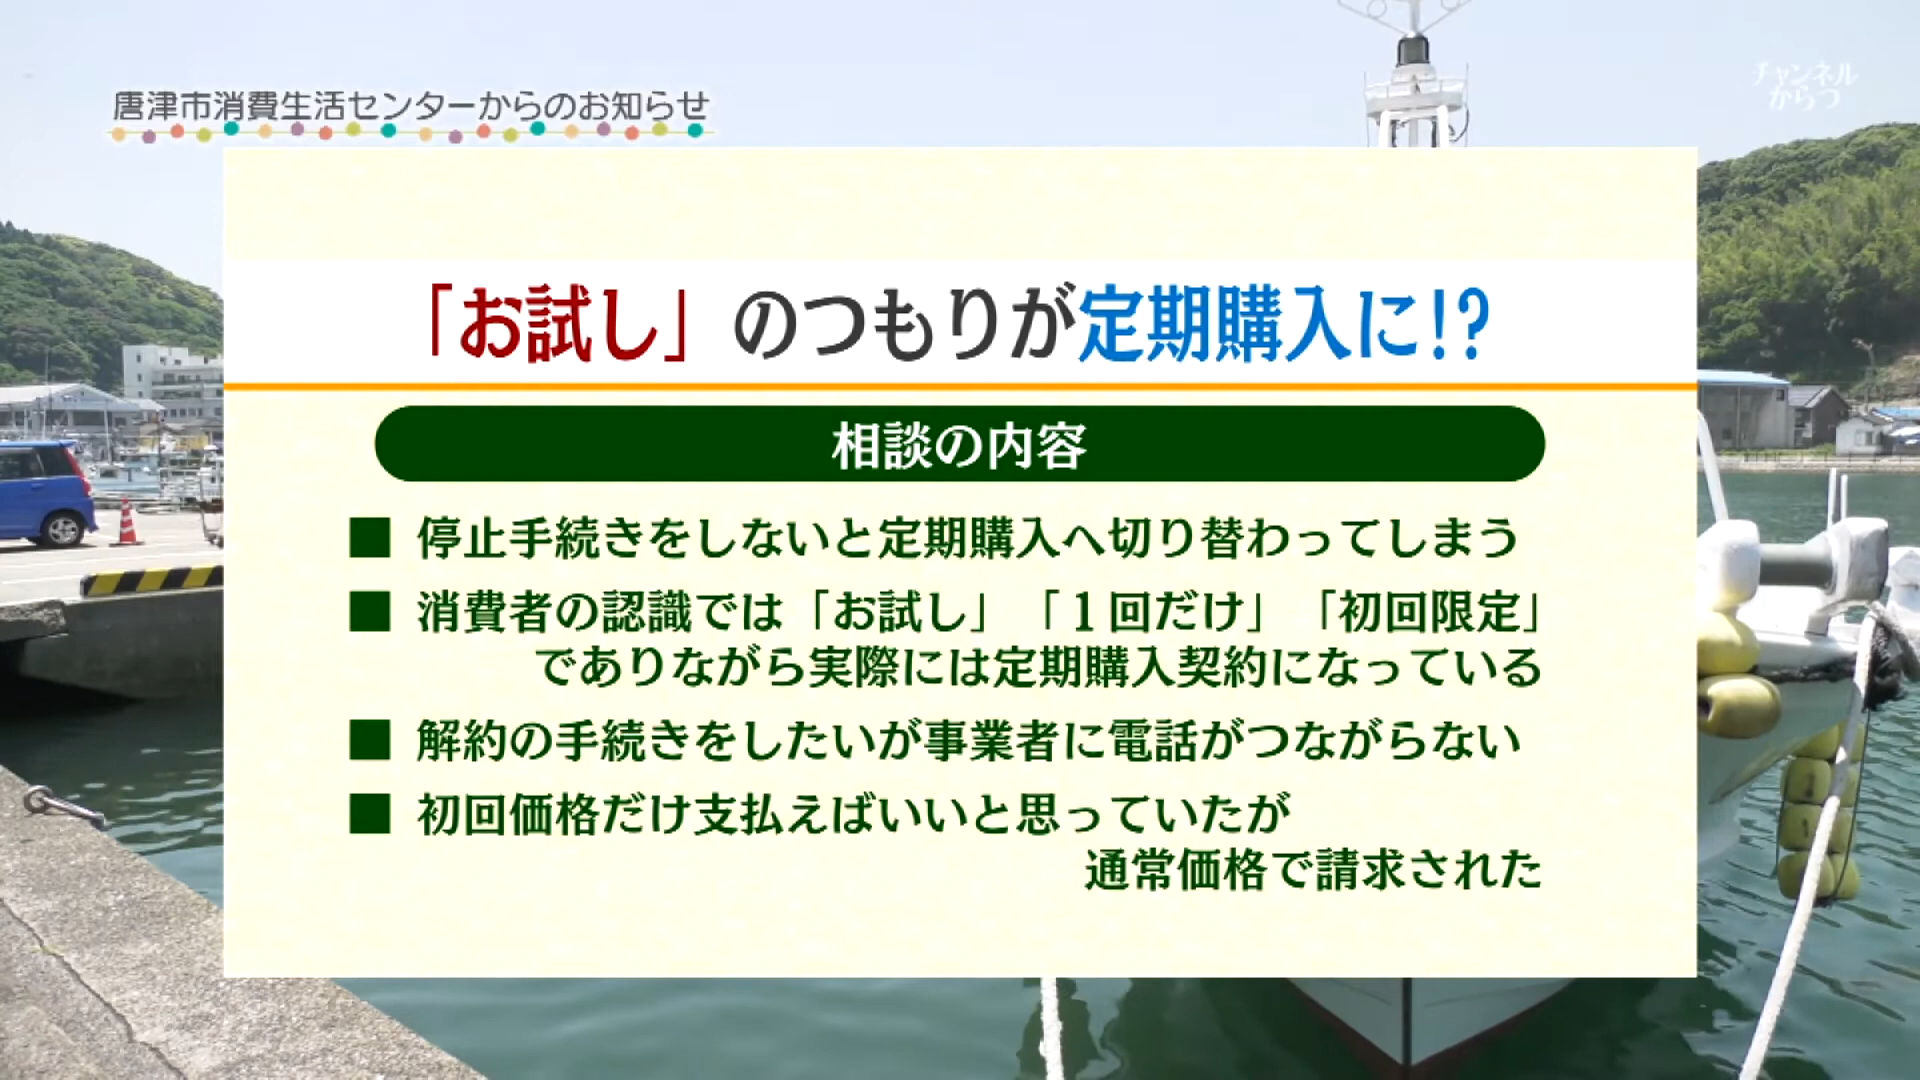 唐津市消費生活センターからのお知らせ
チャンネル
からつ
「お試し」のつもりが定期購入に!?
相談の内容
■ 停止手続きをしないと定期購入へ切り替わってしまう
■ 消費者の認識では「お試し」「1回だけ」「初回限定」
でありながら実際には定期購入契約になっている
■ 解約の手続きをしたいが事業者に電話がつながらない
■ 初回価格だけ支払えばいいと思っていたが
通常価格で請求された